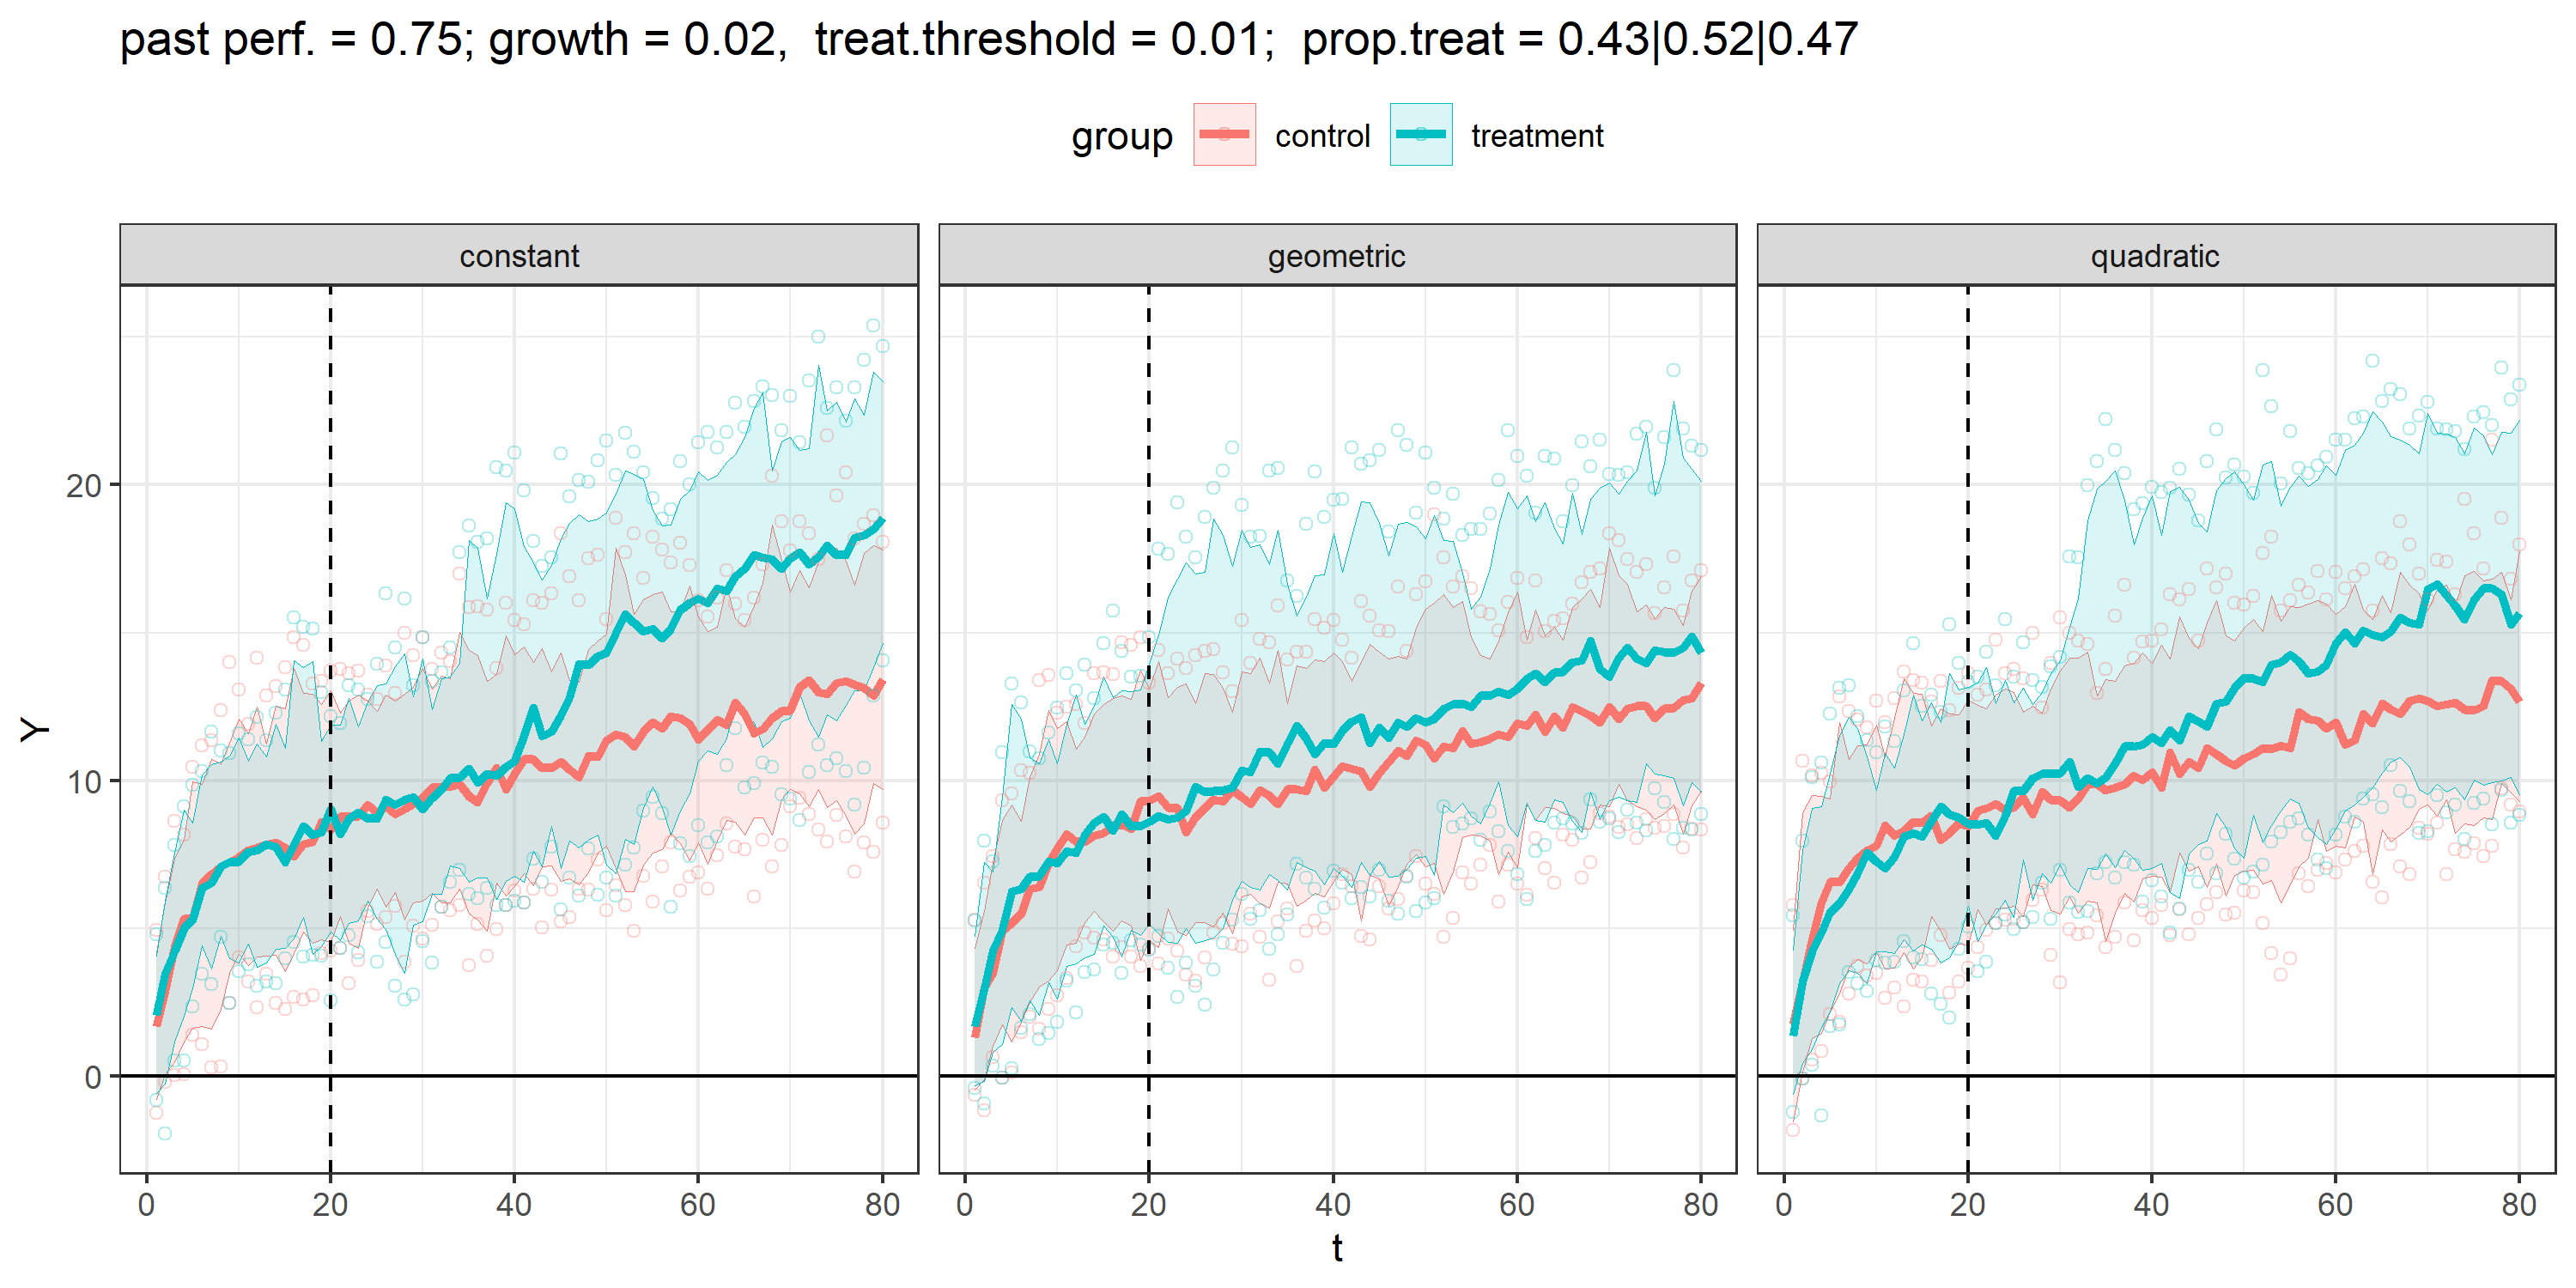 past perf. = 0.75; growth = 0.02,  treat.threshold = 0.01;  prop.treat = 0.43|0.52|0.47
group control treatment
constant geometric quadratic
Y
20
10
0
0 20 40 60 80 0 20 40 60 80 0 20 40 60 80
t